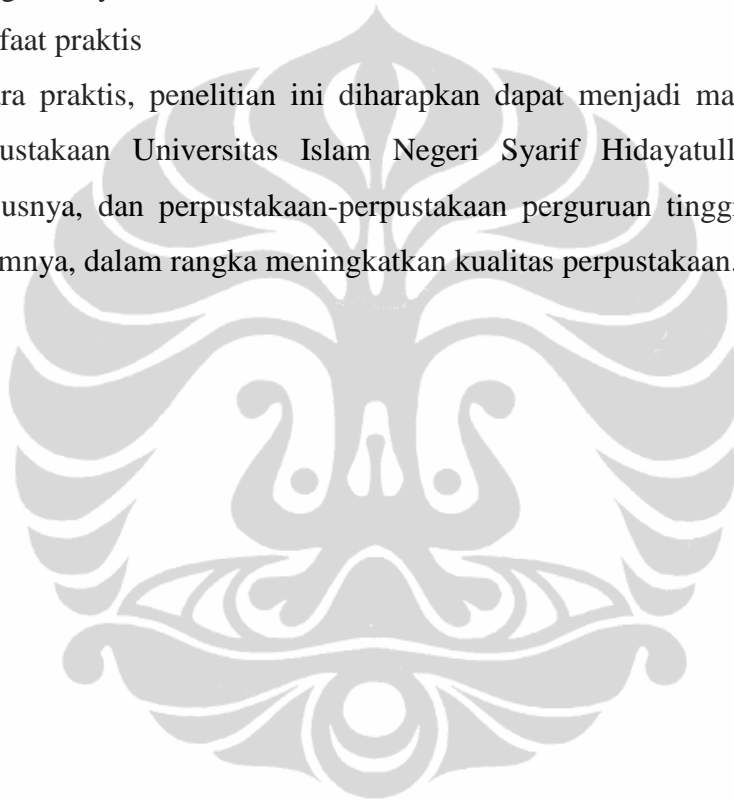 faat praktis
ra praktis, penelitian ini diharapkan dapat menjadi ma
ustakaan Universitas Islam Negeri Syarif Hidayatull
usnya, dan perpustakaan-perpustakaan perguruan tingg
mnya, dalam rangka meningkatkan kualitas perpustakaan.